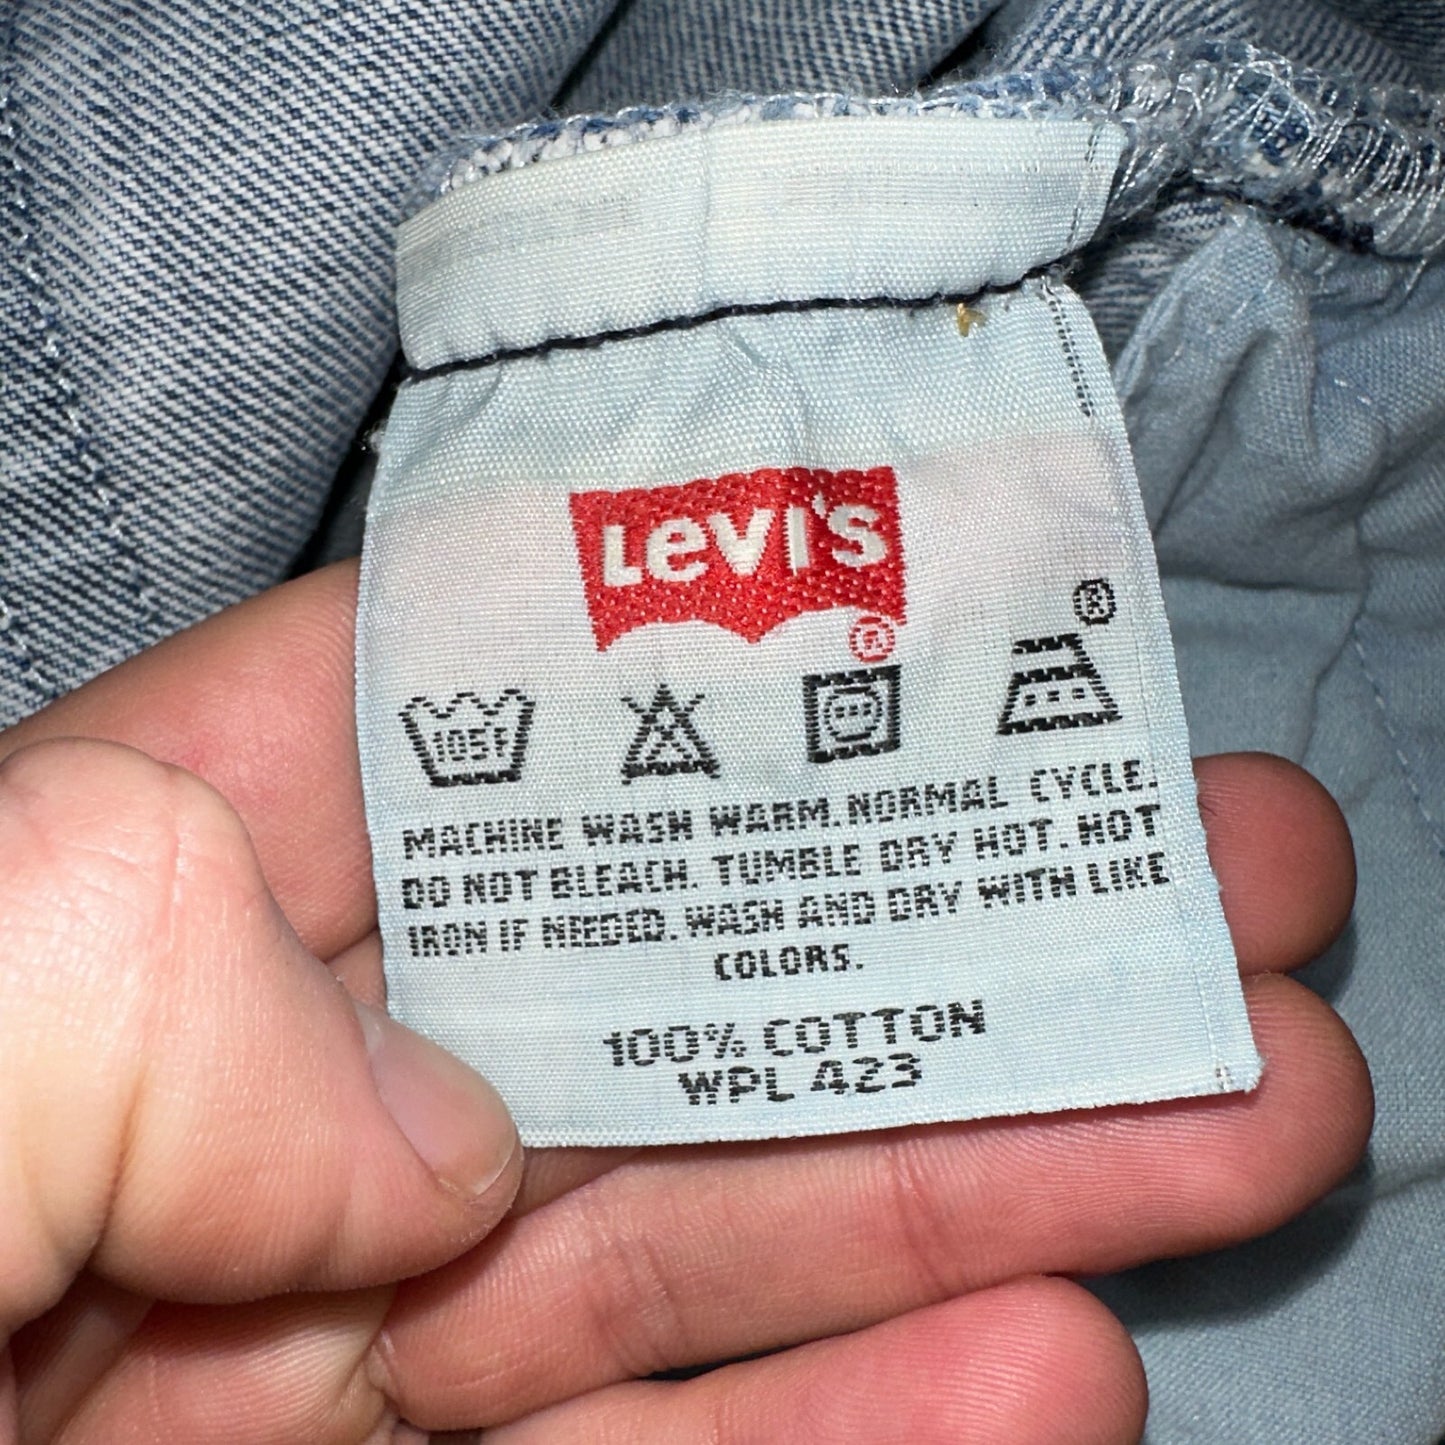 LEVI'S
®
®
105F
MACHINE WASH WARM. NORMAL CYCLE.
DO NOT BLEACH. TUMBLE DRY HOT. HOT
IRON IF NEEDED. WASH AND DRY WITH LIKE
COLORS.
100% COTTON
WPL 423